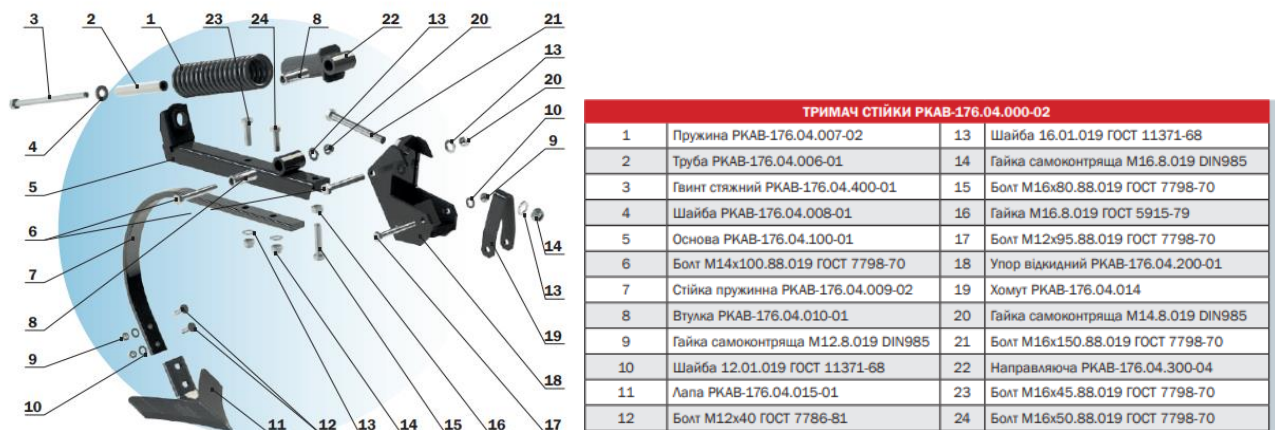 3 2 1 23 24 8 22 13 20 21
13
20
10
9
4
5
6
7
8
9
10
14
13
19
18
11 12 13 14 15 16 17
ТРИМАЧ СТІЙКИ РКАВ-176.04.000-02
1 Пружина РКАВ-176.04.007-02 13 Шайба 16.01.019 ГОСТ 11371-68
2 Труба РКАВ-176.04.006-01 14 Гайка самоконтряща М16.8.019 DIN985
3 Гвинт стяжний РКАВ-176.04.400-01 15 Болт М16х80.88.019 ГОСТ 7798-70
4 Шайба РКАВ-176.04.008-01 16 Гайка М16.8.019 ГОСТ 5915-79
5 Основа РКАВ-176.04.100-01 17 Болт М12х95.88.019 ГОСТ 7798-70
6 Болт М14х100.88.019 ГОСТ 7798-70 18 Упор відкидний РКАВ-176.04.200-01
7 Стійка пружинна РКАВ-176.04.009-02 19 Хомут РКАВ-176.04.014
8 Втулка РКАВ-176.04.010-01 20 Гайка самоконтряща М14.8.019 DIN985
9 Гайка самоконтряща М12.8.019 DIN985 21 Болт М16х150.88.019 ГОСТ 7798-70
10 Шайба 12.01.019 ГОСТ 11371-68 22 Направляюча РКАВ-176.04.300-04
11 Лапа РКАВ-176.04.015-01 23 Болт М16х45.88.019 ГОСТ 7798-70
12 Болт М12х40 ГОСТ 7786-81 24 Болт М16х50.88.019 ГОСТ 7798-70